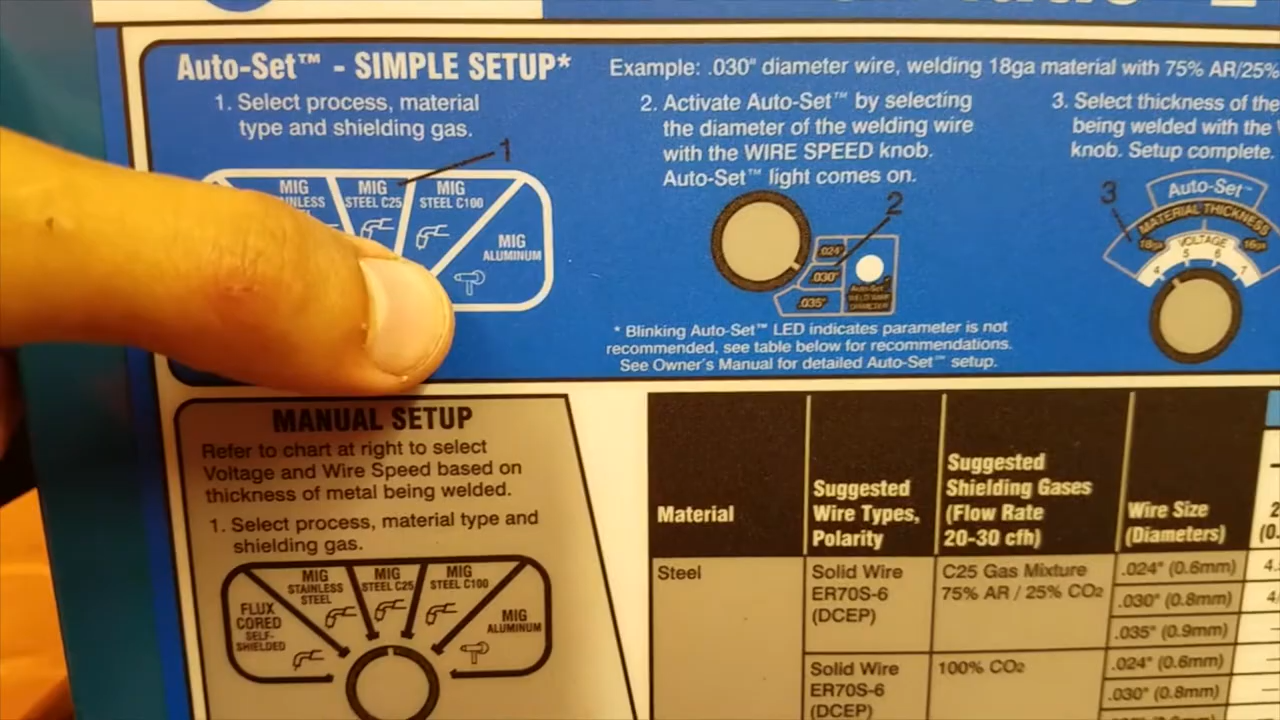 Auto-Set™ - SIMPLE SETUP*
1. Select process, material
type and shielding gas.
1
MIG
MIG
STEEL C25
MIG
STEEL C100
MIG
ALUMINUM
Example: .030" diameter wire, welding 18ga material with 75% AR/25%
2. Activate Auto-Set™ by selecting
the diameter of the welding wire
with the WIRE SPEED knob.
Auto-Set™ light comes on.
2
.024"
.030"
.035"
Auto-Set
* Blinking Auto-Set™ LED indicates parameter is not
recommended, see table below for recommendations.
See Owner's Manual for detailed Auto-Set™ setup.
3. Select thickness of the
being welded with the
knob. Setup complete.
3
Auto-Set™
MATERIAL THICKNESS
18ga
16ga
VOLTAGE
4 5 6 7
MANUAL SETUP
Refer to chart at right to select
Voltage and Wire Speed based on
thickness of metal being welded.
1. Select process, material type and
shielding gas.
FLUX
CORED
SELF-
SHIELDED
MIG
STAINLESS
STEEL
MIG
STEEL C25
MIG
STEEL C100
MIG
ALUMINUM
Material
Suggested
Wire Types,
Polarity
Suggested
Shielding Gases
(Flow Rate
20-30 cfh)
Wire Size
(Diameters)
Steel
Solid Wire
ER70S-6
(DCEP)
C25 Gas Mixture
75% AR / 25% CO₂
.024" (0.6mm)
.030" (0.8mm)
.035" (0.9mm)
Solid Wire
ER70S-6
(DCEP)
100% CO₂
.024" (0.6mm)
.030" (0.8mm)